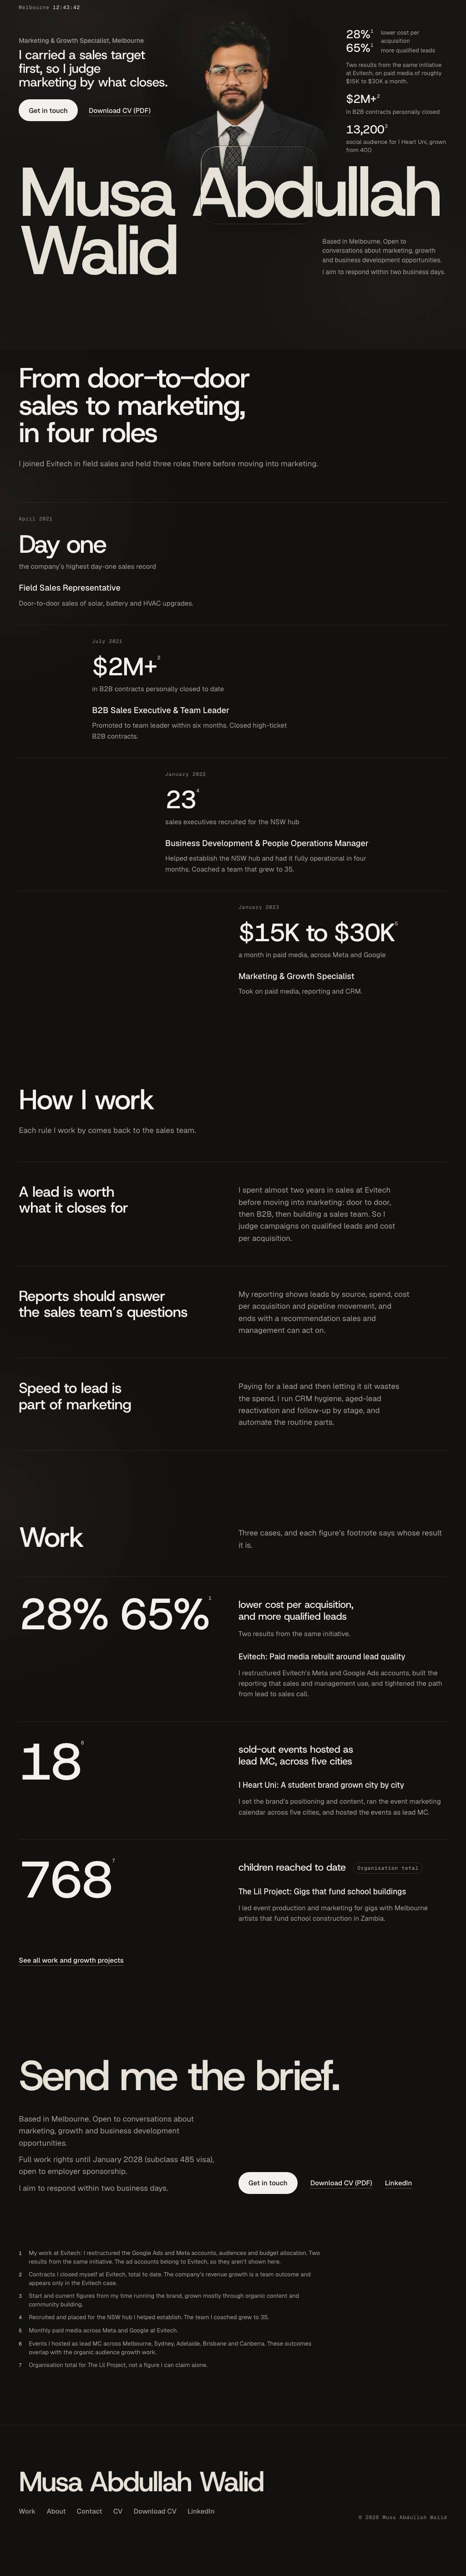 Melbourne 12:43:42
Marketing & Growth Specialist, Melbourne
I carried a sales target
first, so I judge
marketing by what closes.
Get in touch
Download CV (PDF)
28%1 lower cost per
acquisition
65%1 more qualified leads
Two results from the same initiative
at Evitech, on paid media of roughly
$15K to $30K a month.
$2M+2
in B2B contracts personally closed
13,2003
social audience for I Heart Uni, grown
from 400
Musa Abdullah
Walid
Based in Melbourne. Open to
conversations about marketing, growth
and business development opportunities.
I aim to respond within two business days.
From door–to–door
sales to marketing,
in four roles
I joined Evitech in field sales and held three roles there before moving into marketing.
April 2021
Day one
the company's highest day-one sales record
Field Sales Representative
Door-to-door sales of solar, battery and HVAC upgrades.
July 2021
$2M+2
in B2B contracts personally closed to date
B2B Sales Executive & Team Leader
Promoted to team leader within six months. Closed high-ticket
B2B contracts.
January 2022
234
sales executives recruited for the NSW hub
Business Development & People Operations Manager
Helped establish the NSW hub and had it fully operational in four
months. Coached a team that grew to 35.
January 2023
$15K to $30K5
a month in paid media, across Meta and Google
Marketing & Growth Specialist
Took on paid media, reporting and CRM.
How I work
Each rule I work by comes back to the sales team.
A lead is worth
what it closes for
I spent almost two years in sales at Evitech
before moving into marketing: door to door,
then B2B, then building a sales team. So I
judge campaigns on qualified leads and cost
per acquisition.
Reports should answer
the sales team's questions
My reporting shows leads by source, spend, cost
per acquisition and pipeline movement, and
ends with a recommendation sales and
management can act on.
Speed to lead is
part of marketing
Paying for a lead and then letting it sit wastes
the spend. I run CRM hygiene, aged-lead
reactivation and follow-up by stage, and
automate the routine parts.
Work
Three cases, and each figure's footnote says whose result
it is.
28% 65%1
lower cost per acquisition,
and more qualified leads
Two results from the same initiative.
Evitech: Paid media rebuilt around lead quality
I restructured Evitech's Meta and Google Ads accounts, built the
reporting that sales and management use, and tightened the path
from lead to sales call.
186
sold-out events hosted as
lead MC, across five cities
I Heart Uni: A student brand grown city by city
I set the brand's positioning and content, ran the event marketing
calendar across five cities, and hosted the events as lead MC.
7687
children reached to date Organisation total
The Lil Project: Gigs that fund school buildings
I led event production and marketing for gigs with Melbourne
artists that fund school construction in Zambia.
See all work and growth projects
Send me the brief.
Based in Melbourne. Open to conversations about
marketing, growth and business development
opportunities.
Full work rights until January 2028 (subclass 485 visa),
open to employer sponsorship.
I aim to respond within two business days.
Get in touch
Download CV (PDF)
LinkedIn
1 My work at Evitech: I restructured the Google Ads and Meta accounts, audiences and budget allocation. Two
results from the same initiative. The ad accounts belong to Evitech, so they aren't shown here.
2 Contracts I closed myself at Evitech, total to date. The company's revenue growth is a team outcome and
appears only in the Evitech case.
3 Start and current figures from my time running the brand, grown mostly through organic content and
community building.
4 Recruited and placed for the NSW hub I helped establish. The team I coached grew to 35.
5 Monthly paid media across Meta and Google at Evitech.
6 Events I hosted as lead MC across Melbourne, Sydney, Adelaide, Brisbane and Canberra. These outcomes
overlap with the organic audience growth work.
7 Organisation total for The Lil Project, not a figure I can claim alone.
Musa Abdullah Walid
Work About Contact CV Download CV LinkedIn
© 2026 Musa Abdullah Walid